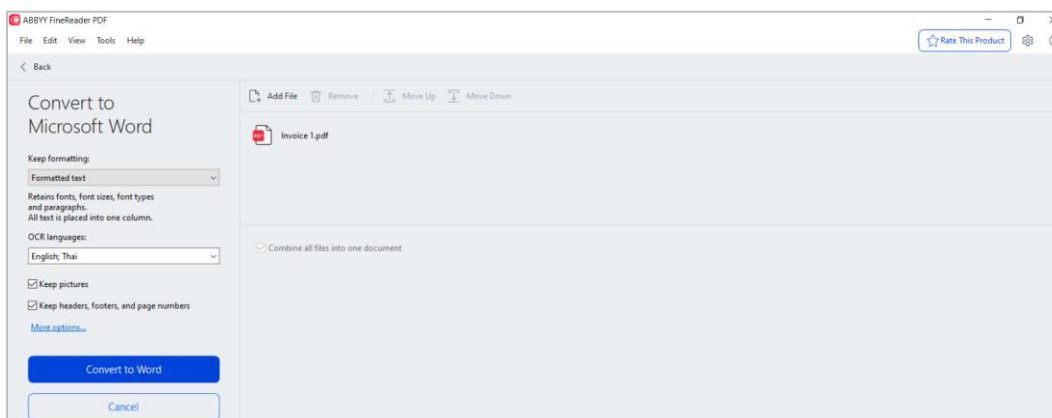 ABBYY FineReader PDF
File Edit View Tools Help
Rate This Product
Back
Convert to
Microsoft Word
Keep formatting:
Formatted text
Retains fonts, font sizes, font types
and paragraphs.
All text is placed into one column.
OCR languages:
English; Thai
Keep pictures
Keep headers, footers, and page numbers
More options...
Convert to Word
Cancel
Add File Remove Move Up Move Down
PDF
Invoice 1.pdf
Combine all files into one document